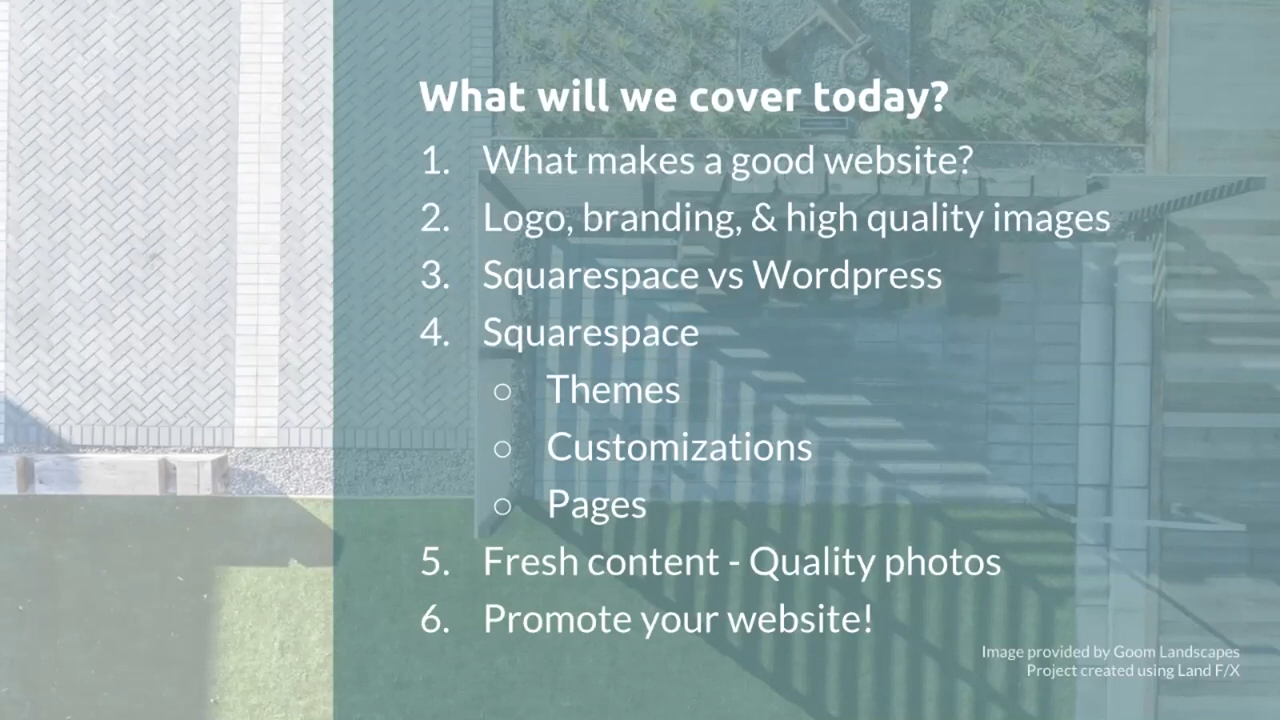 What will we cover today?
1. What makes a good website?
2. Logo, branding, & high quality images
3. Squarespace vs Wordpress
4. Squarespace
○ Themes
○ Customizations
○ Pages
5. Fresh content - Quality photos
6. Promote your website!
Image provided by Goom Landscapes
Project created using Land F/X